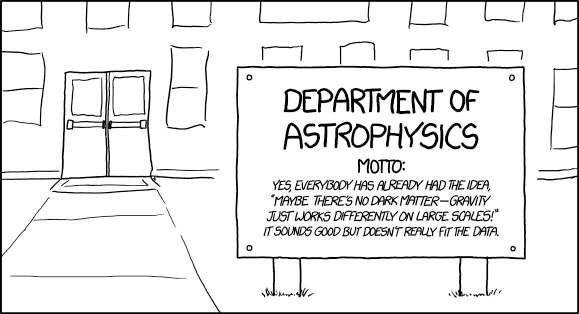 DEPARTMENT OF
ASTROPHYSICS
MOTTO:
YES, EVERYBODY HAS ALREADY HAD THE IDEA,
"MAYBE THERE'S NO DARK MATTER—GRAVITY
JUST WORKS DIFFERENTLY ON LARGE SCALES!"
IT SOUNDS GOOD BUT DOESN'T REALLY FIT THE DATA.